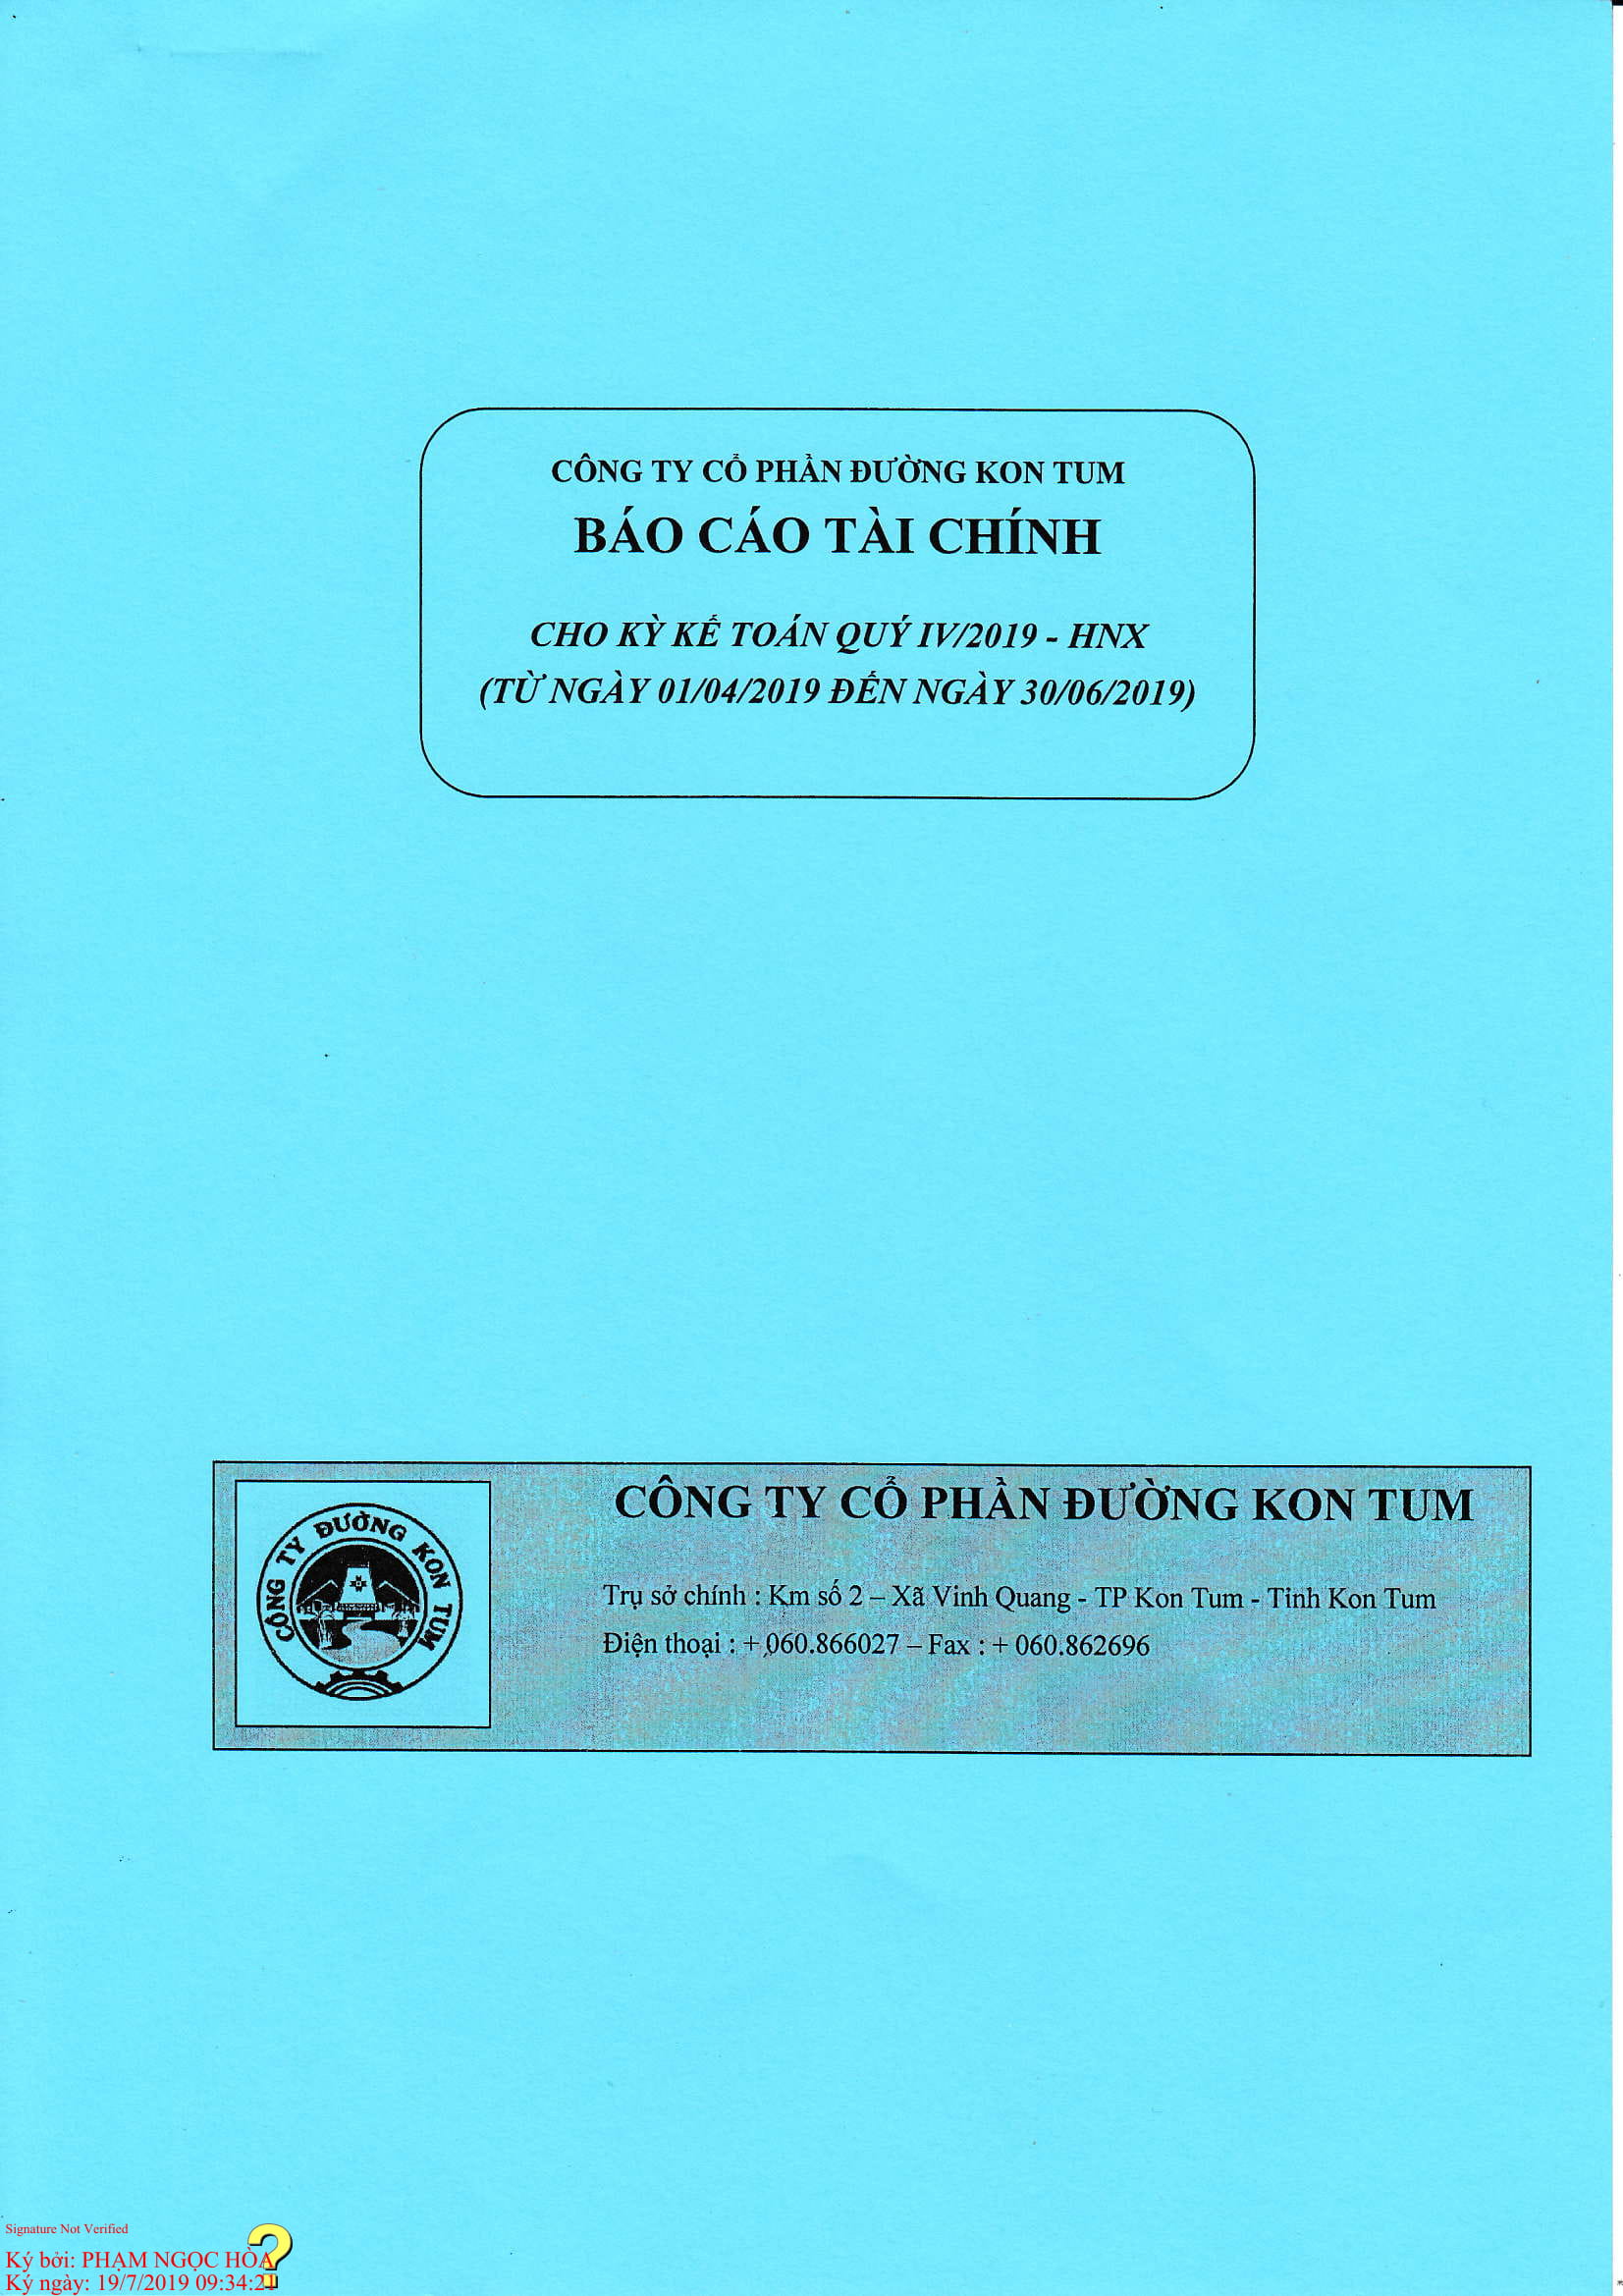 CÔNG TY CỔ PHẦN ĐƯỜNG KON TUM
BÁO CÁO TÀI CHÍNH
CHO KỲ KẾ TOÁN QUÝ IV/2019 - HNX
(TỪ NGÀY 01/04/2019 ĐẾN NGÀY 30/06/2019)
CÔNG TY CỔ PHẦN ĐƯỜNG KON TUM
CÔNG TY ĐƯỜNG KON TUM
Trụ sở chính : Km số 2 – Xã Vinh Quang - TP Kon Tum - Tỉnh Kon Tum
Điện thoại : + 060.866027 – Fax : + 060.862696
Signature Not Verified
Ký bởi: PHẠM NGỌC HÒA
Ký ngày: 19/7/2019 09:34:21